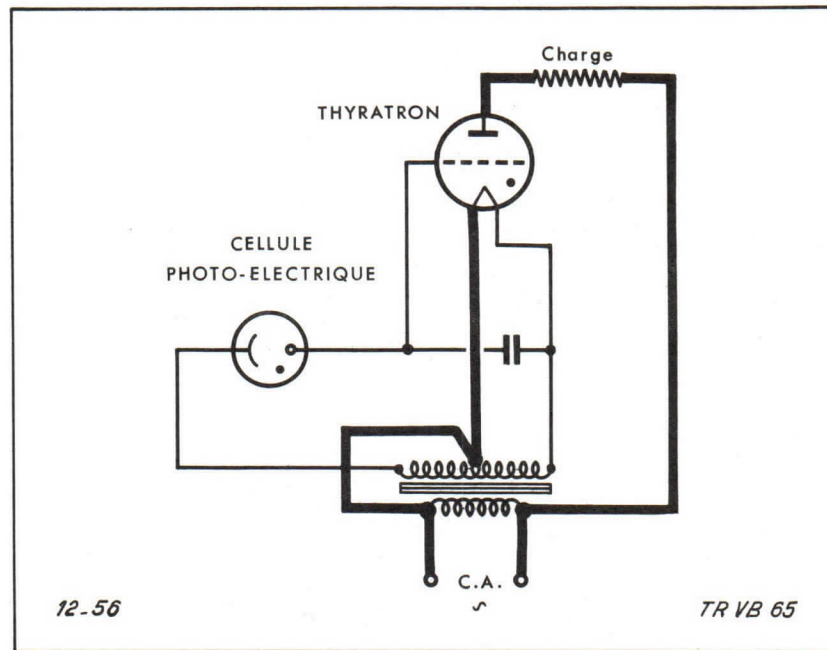 Charge
THYRATRON
CELLULE
PHOTO-ELECTRIQUE
C.A.
~
12-56
TR VB 65